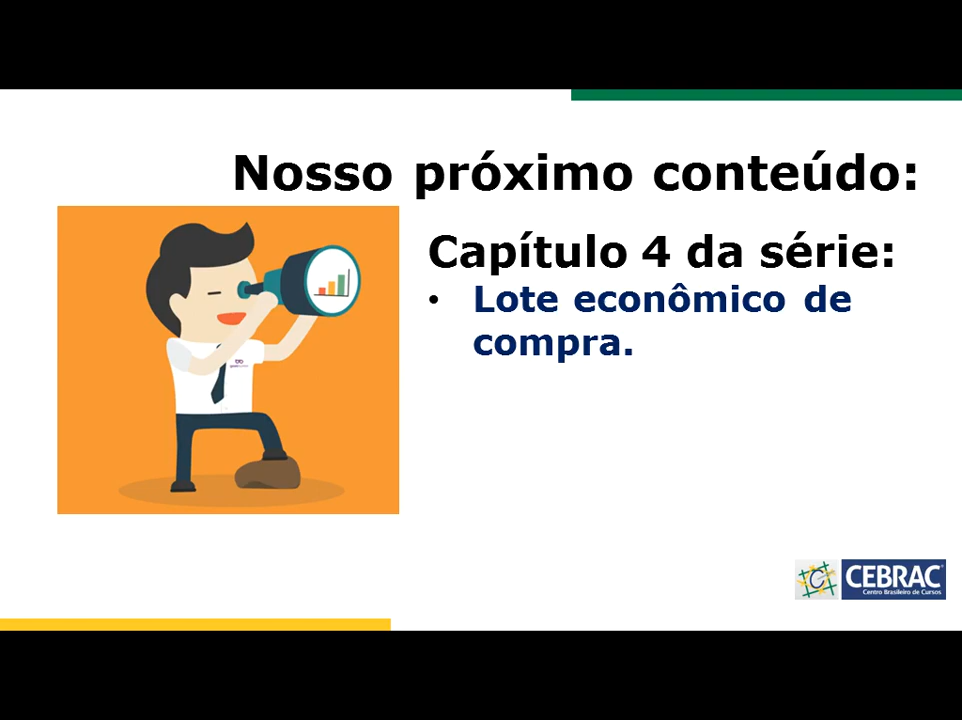 Nosso próximo conteúdo:
Capítulo 4 da série:
• Lote econômico de
compra.
CEBRAC
Centro Brasileiro de Cursos